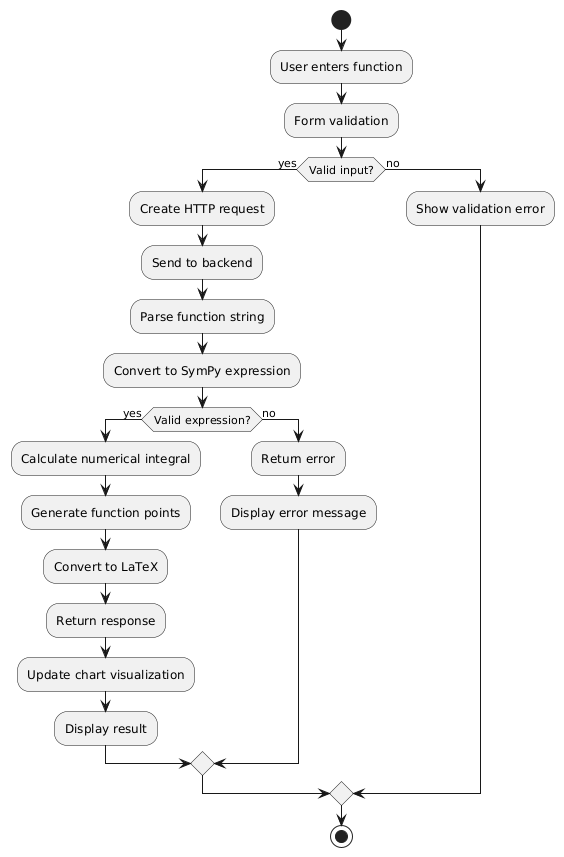 User enters function
Form validation
yes
Valid input?
no
Create HTTP request
Show validation error
Send to backend
Parse function string
Convert to SymPy expression
yes
Valid expression?
no
Calculate numerical integral
Return error
Generate function points
Display error message
Convert to LaTeX
Return response
Update chart visualization
Display result